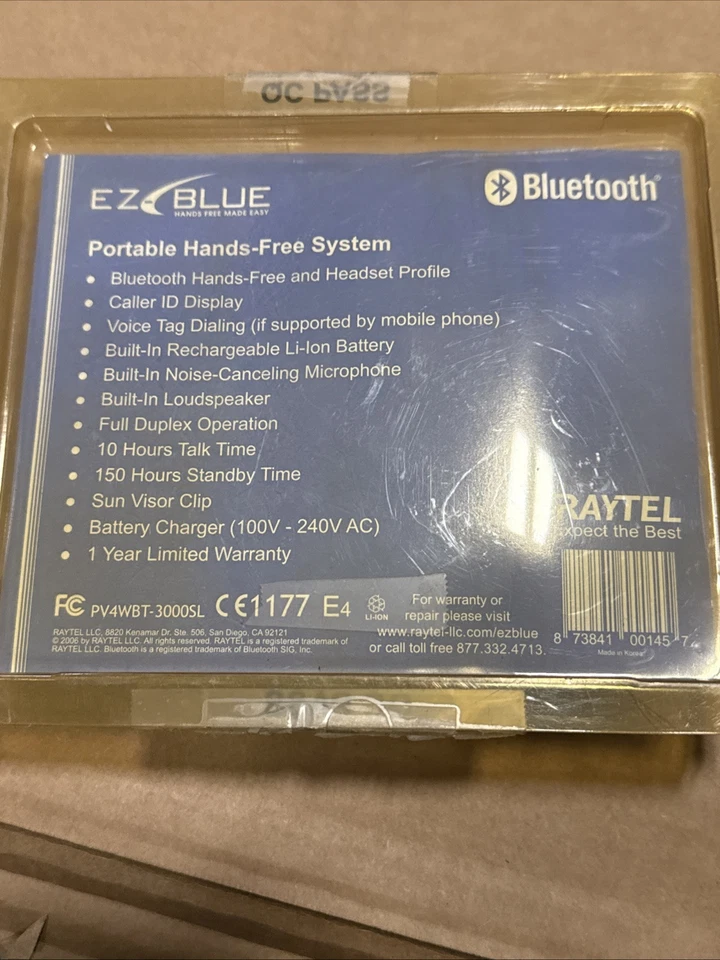 QC PASS
EZ-BLUE
HANDS FREE MADE EASY
Bluetooth®
Portable Hands-Free System
• Bluetooth Hands-Free and Headset Profile
• Caller ID Display
• Voice Tag Dialing (if supported by mobile phone)
• Built-In Rechargeable Li-Ion Battery
• Built-In Noise-Canceling Microphone
• Built-In Loudspeaker
• Full Duplex Operation
• 10 Hours Talk Time
• 150 Hours Standby Time
• Sun Visor Clip
• Battery Charger (100V - 240V AC)
• 1 Year Limited Warranty
RAYTEL
Expect the Best
FC PV4WBT-3000SL CE1177 E4
LI-ION
For warranty or
repair please visit
www.raytel-llc.com/ezblue
or call toll free 877.332.4713.
RAYTEL LLC, 8820 Kenamar Dr. Ste. 506, San Diego, CA 92121
© 2006 by RAYTEL LLC. All rights reserved. RAYTEL is a registered trademark of
RAYTEL LLC. Bluetooth is a registered trademark of Bluetooth SIG, Inc.
8 73841 00145 7
Made in Korea